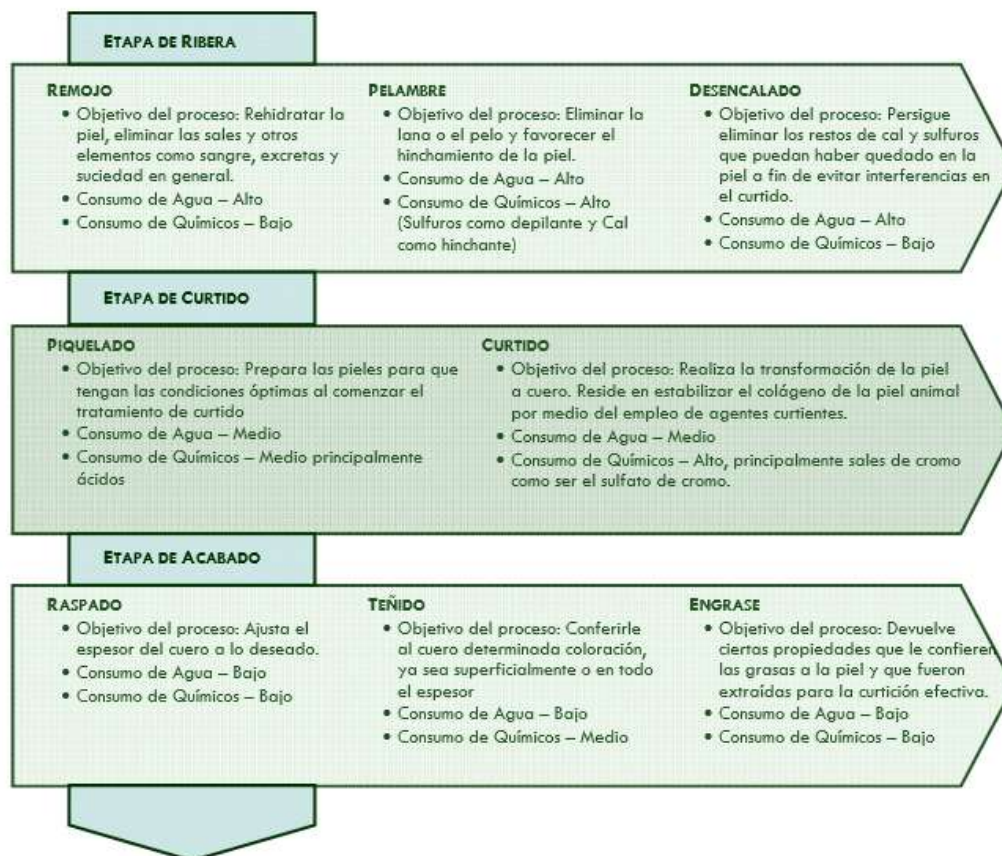 ETAPA DE RIBERA
REMOJO
• Objetivo del proceso: Rehidratar la
piel, eliminar las sales y otros
elementos como sangre, excretas y
suciedad en general.
• Consumo de Agua – Alto
• Consumo de Químicos – Bajo
PELAMBRE
• Objetivo del proceso: Eliminar la
lana o el pelo y favorecer el
hinchamiento de la piel.
• Consumo de Agua – Alto
• Consumo de Químicos – Alto
(Sulfuros como depilante y Cal
como hinchante)
DESENCALADO
• Objetivo del proceso: Persigue
eliminar los restos de cal y sulfuros
que puedan haber quedado en la
piel a fin de evitar interferencias en
el curtido.
• Consumo de Agua – Alto
• Consumo de Químicos – Bajo
ETAPA DE CURTIDO
PIQUELADO
• Objetivo del proceso: Prepara las pieles para que
tengan las condiciones óptimas al comenzar el
tratamiento de curtido
• Consumo de Agua – Medio
• Consumo de Químicos – Medio principalmente
ácidos
CURTIDO
• Objetivo del proceso: Realiza la transformación de la piel
a cuero. Reside en estabilizar el colágeno de la piel animal
por medio del empleo de agentes curtientes.
• Consumo de Agua – Medio
• Consumo de Químicos – Alto, principalmente sales de cromo
como ser el sulfato de cromo.
ETAPA DE ACABADO
RASPADO
• Objetivo del proceso: Ajusta el
espesor del cuero a lo deseado.
• Consumo de Agua – Bajo
• Consumo de Químicos – Bajo
TEÑIDO
• Objetivo del proceso: Conferirle
al cuero determinada coloración,
ya sea superficialmente o en todo
el espesor
• Consumo de Agua – Bajo
• Consumo de Químicos – Medio
ENGRASE
• Objetivo del proceso: Devuelve
ciertas propiedades que le confieren
las grasas a la piel y que fueron
extraídas para la curtición efectiva.
• Consumo de Agua – Bajo
• Consumo de Químicos – Bajo